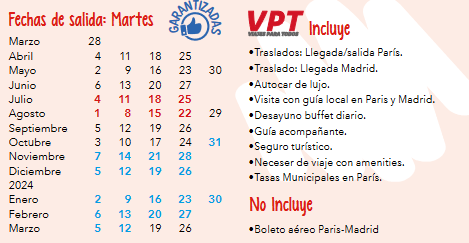 Fechas de salida: Martes
GARANTIZADAS
Marzo 28
Abril 4 11 18 25
Mayo 2 9 16 23 30
Junio 6 13 20 27
Julio 4 11 18 25
Agosto 1 8 15 22 29
Septiembre 5 12 19 26
Octubre 3 10 17 24 31
Noviembre 7 14 21 28
Diciembre 5 12 19 26
2024
Enero 2 9 16 23 30
Febrero 6 13 20 27
Marzo 5 12 19 26
VPT Incluye
VIAJES PARA TODOS
•Traslados: Llegada/salida París.
•Traslado: Llegada Madrid.
•Autocar de lujo.
•Visita con guía local en Paris y Madrid.
•Desayuno buffet diario.
•Guía acompañante.
•Seguro turístico.
•Neceser de viaje con amenities.
•Tasas Municipales en París.
No Incluye
•Boleto aéreo Paris-Madrid